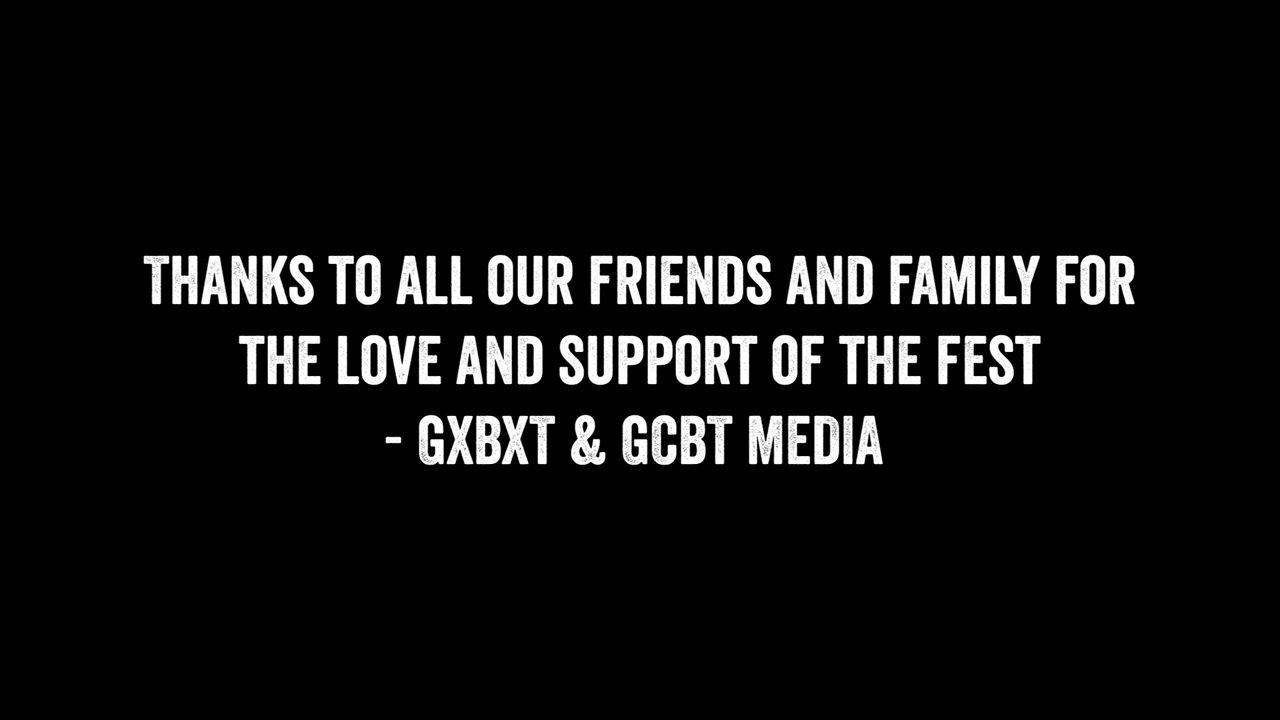 THANKS TO ALL OUR FRIENDS AND FAMILY FOR
THE LOVE AND SUPPORT OF THE FEST
- GXBXT & GCBT MEDIA